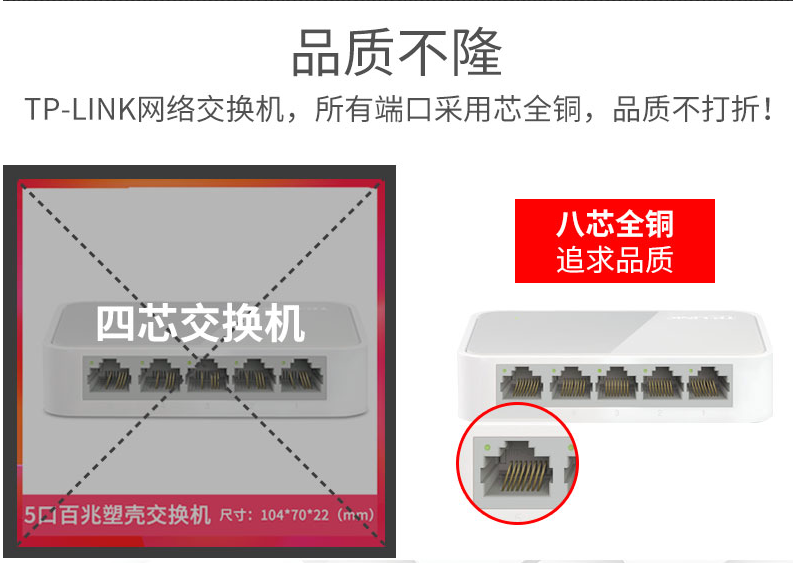 品质不隆
TP-LINK网络交换机，所有端口采用芯全铜，品质不打折！
八芯全铜
追求品质
四芯交换机
TP-LINK
5口百兆塑壳交换机 尺寸：104*70*22（mm）